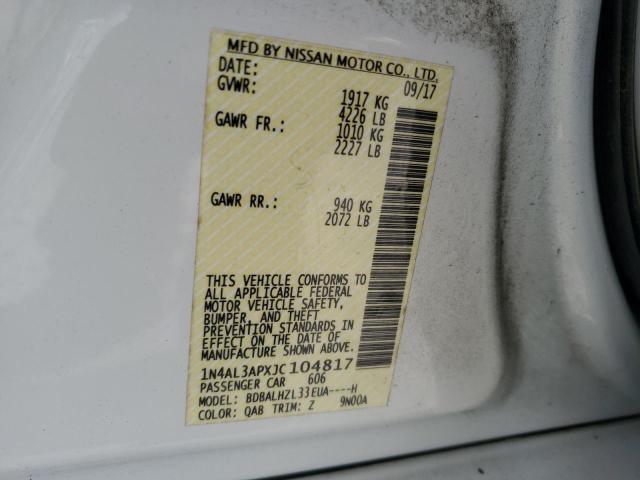 MFD BY NISSAN MOTOR CO., LTD.
DATE: 09/17
GVWR: 1917 KG
4226 LB
GAWR FR.: 1010 KG
2227 LB
GAWR RR.: 940 KG
2072 LB
THIS VEHICLE CONFORMS TO
ALL APPLICABLE FEDERAL
MOTOR VEHICLE SAFETY,
BUMPER, AND THEFT
PREVENTION STANDARDS IN
EFFECT ON THE DATE OF
MANUFACTURE SHOWN ABOVE.
1N4AL3APXJC104817
PASSENGER CAR 606
MODEL: BDBALHZL33EUA----H
COLOR: QAB TRIM: Z 9N00A